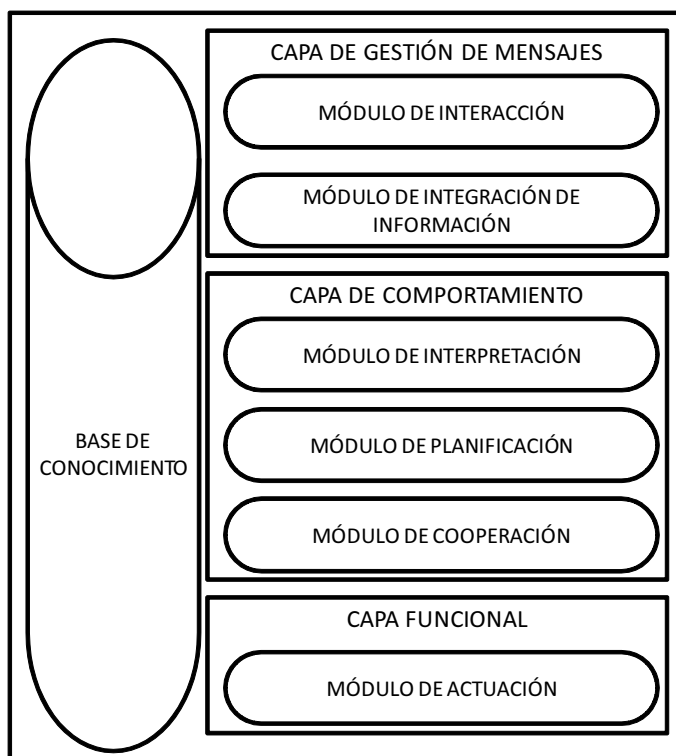 CAPA DE GESTIÓN DE MENSAJES
MÓDULO DE INTERACCIÓN
MÓDULO DE INTEGRACIÓN DE
INFORMACIÓN
CAPA DE COMPORTAMIENTO
MÓDULO DE INTERPRETACIÓN
MÓDULO DE PLANIFICACIÓN
MÓDULO DE COOPERACIÓN
BASE DE
CONOCIMIENTO
CAPA FUNCIONAL
MÓDULO DE ACTUACIÓN